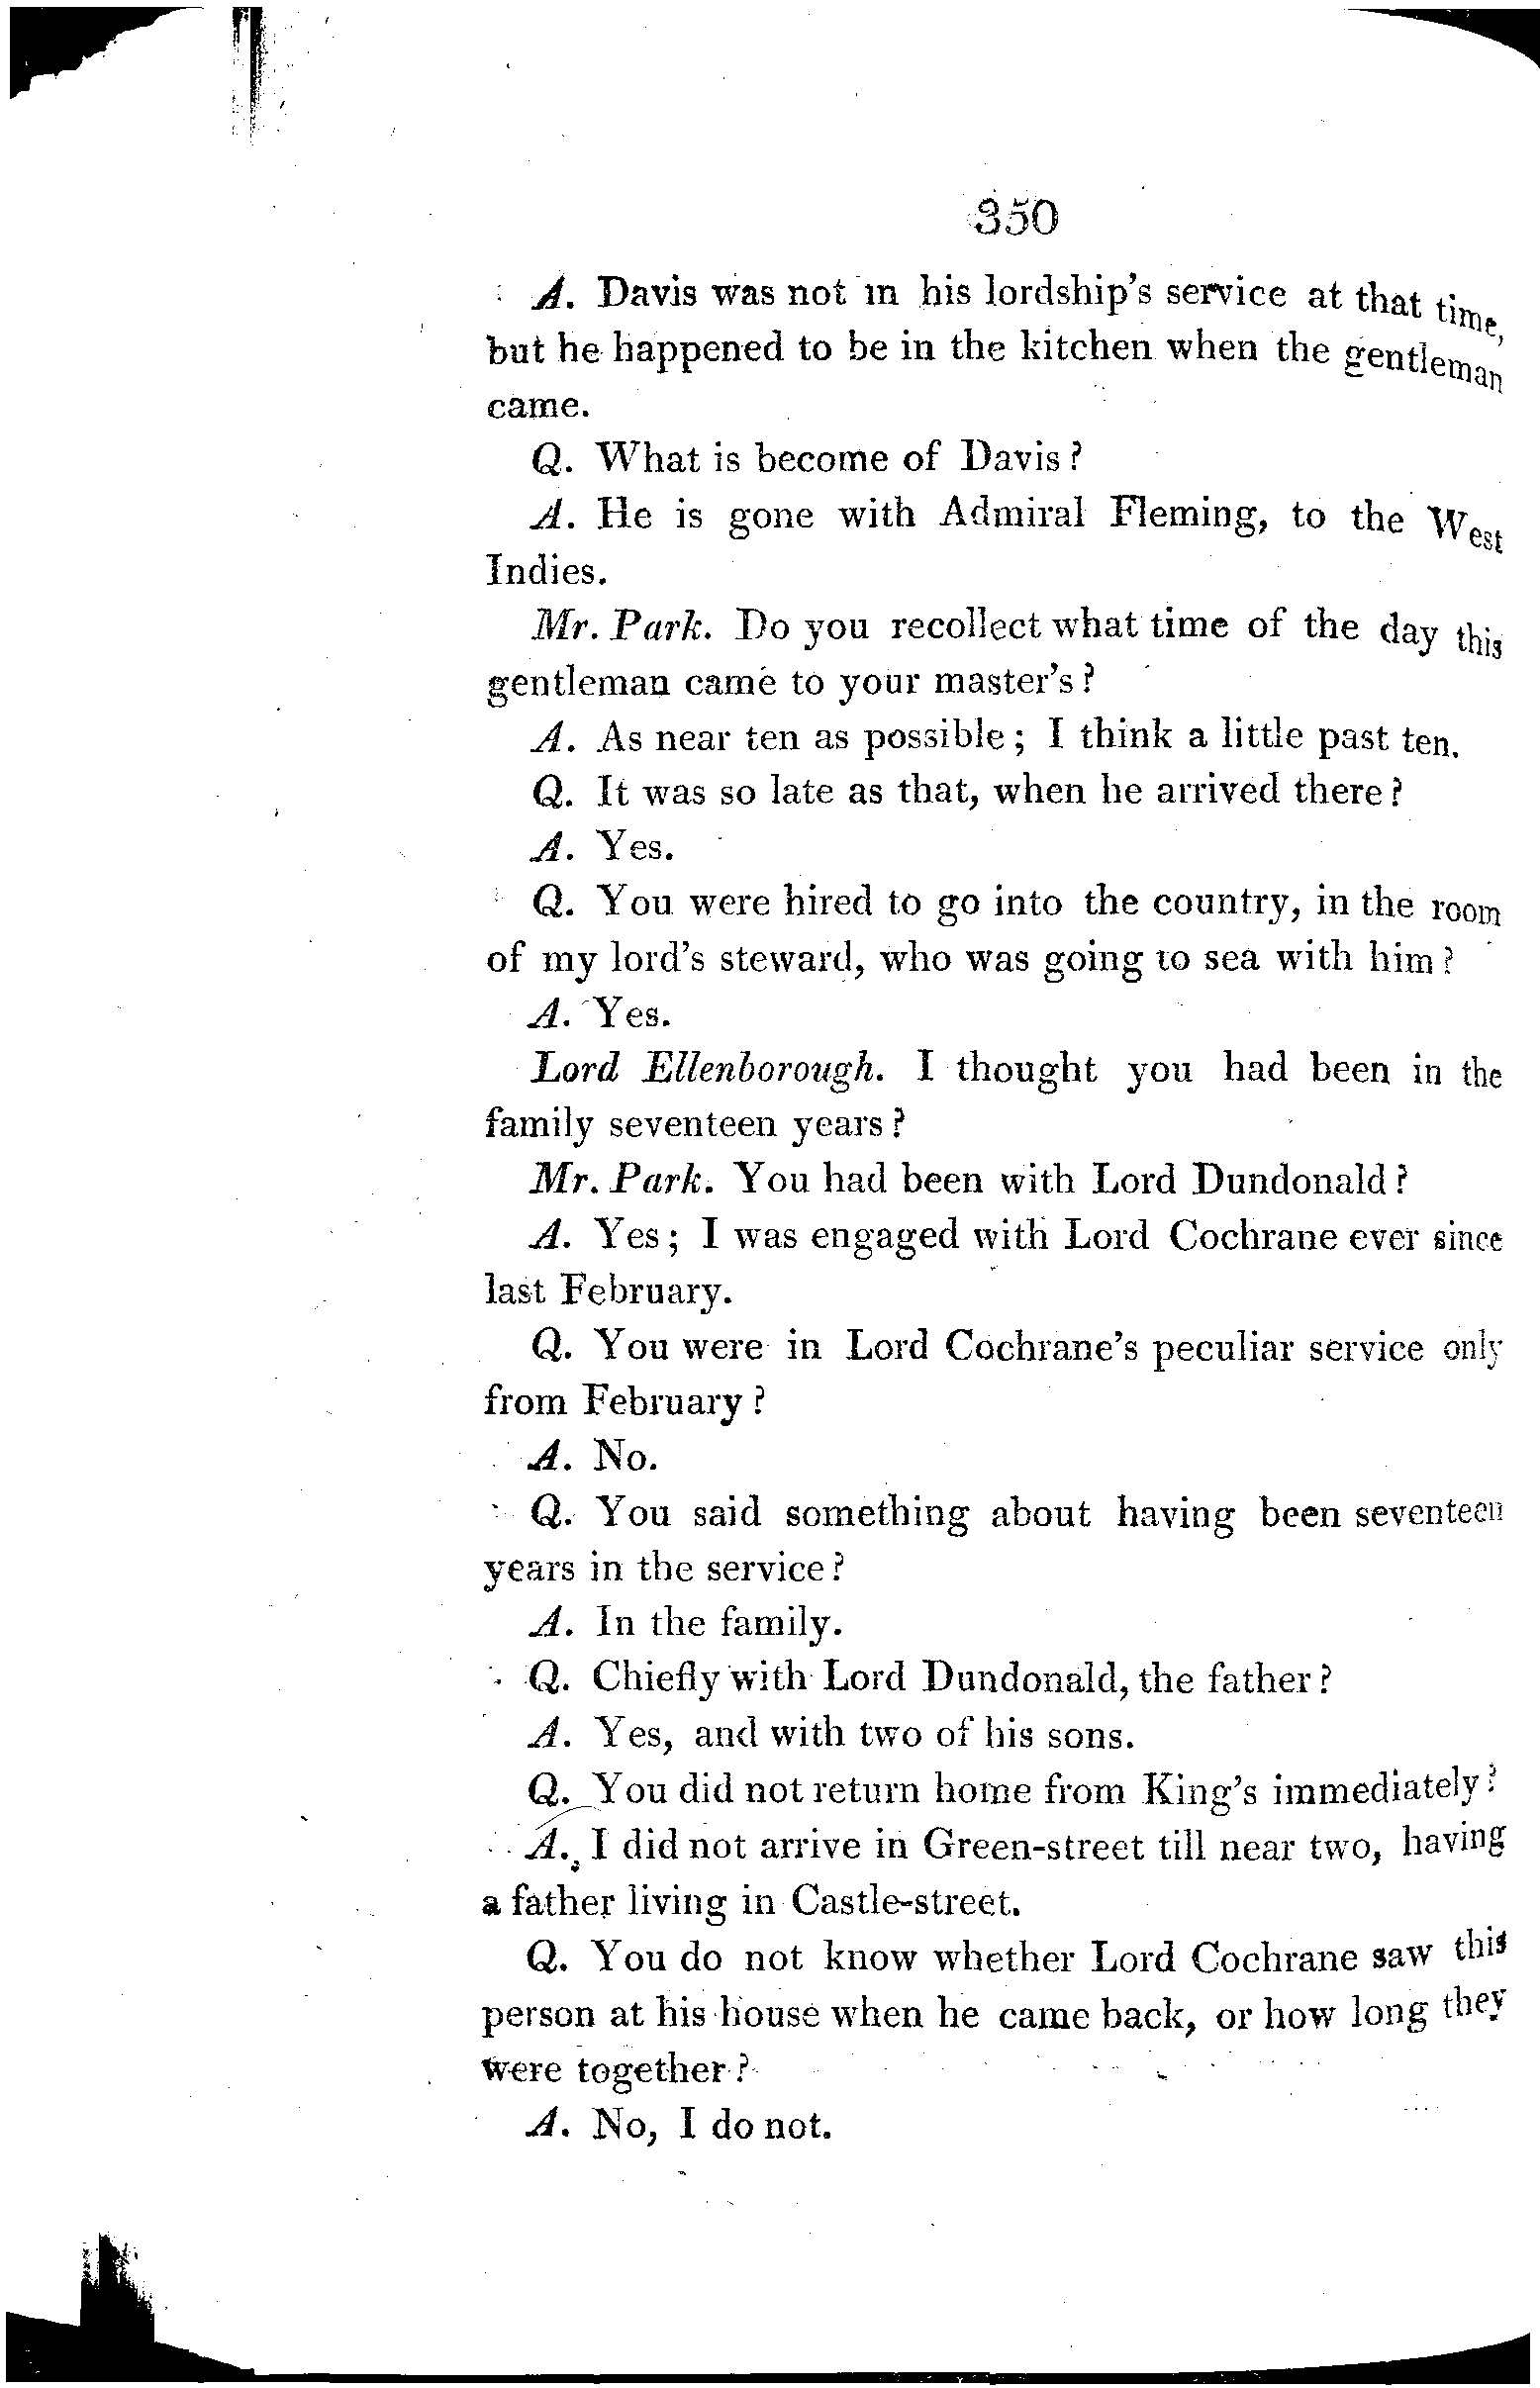 350
A. Davis was not in his lordship's service at that time,
but he happened to be in the kitchen when the gentleman
came.
Q. What is become of Davis?
A. He is gone with Admiral Fleming, to the West
Indies.
Mr. Park. Do you recollect what time of the day this
gentleman came to your master's?
A. As near ten as possible; I think a little past ten.
Q. It was so late as that, when he arrived there?
A. Yes.
Q. You were hired to go into the country, in the room
of my lord's steward, who was going to sea with him?
A. Yes.
Lord Ellenborough. I thought you had been in the
family seventeen years?
Mr. Park. You had been with Lord Dundonald?
A. Yes; I was engaged with Lord Cochrane ever since
last February.
Q. You were in Lord Cochrane's peculiar service only
from February?
A. No.
Q. You said something about having been seventeen
years in the service?
A. In the family.
Q. Chiefly with Lord Dundonald, the father?
A. Yes, and with two of his sons.
Q. You did not return home from King's immediately?
A. I did not arrive in Green-street till near two, having
a father living in Castle-street.
Q. You do not know whether Lord Cochrane saw this
person at his house when he came back, or how long they
were together?
A. No, I do not.